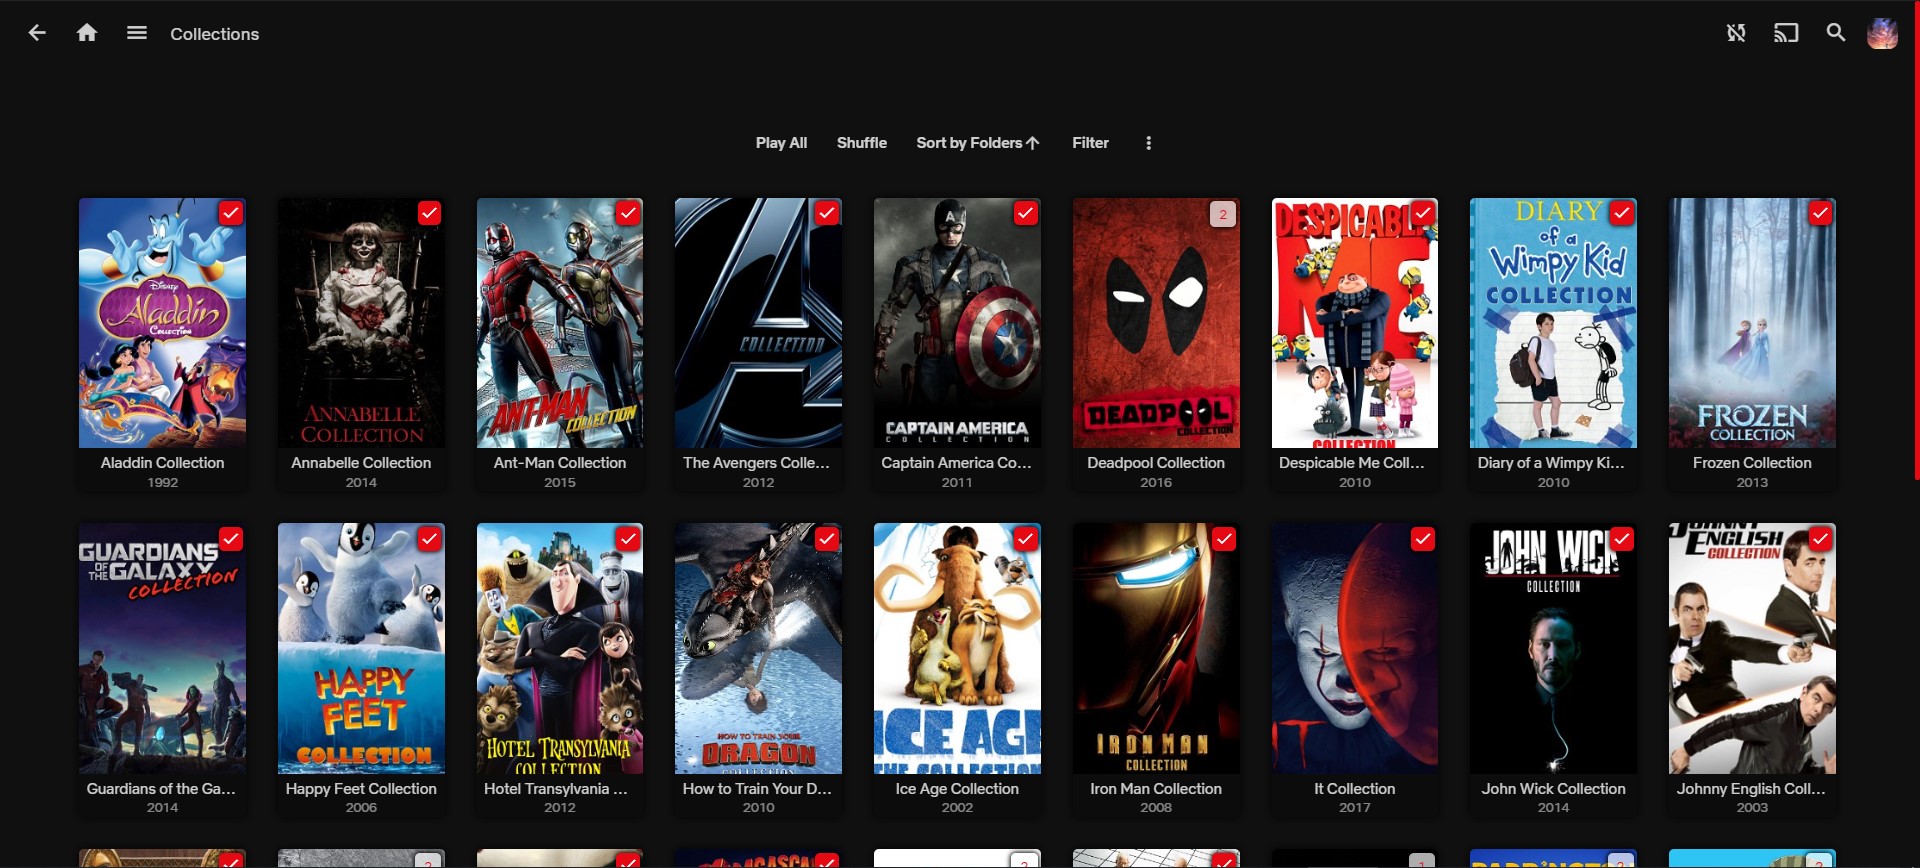 Collections
Play All
Shuffle
Sort by Folders
Filter
Disney
Aladdin
Collection
Aladdin Collection
1992
ANNABELLE
COLLECTION
Annabelle Collection
2014
ANT-MAN
COLLECTION
Ant-Man Collection
2015
COLLECTION
The Avengers Colle...
2012
A
CAPTAIN AMERICA
COLLECTION
Captain America Co...
2011
2
DEADPOOL
COLLECTION
Deadpool Collection
2016
DESPICABLE
ME
COLLECTION
Despicable Me Coll...
2010
DIARY
of a
Wimpy Kid
COLLECTION
Diary of a Wimpy Ki...
2010
FROZEN
COLLECTION
Frozen Collection
2013
GUARDIANS
OF THE GALAXY
COLLECTION
Guardians of the Ga...
2014
HAPPY
FEET
COLLECTION
Happy Feet Collection
2006
HOTEL TRANSYLVANIA
COLLECTION
Hotel Transylvania ...
2012
HOW TO TRAIN YOUR
DRAGON
COLLECTION
How to Train Your D...
2010
ICE AGE
THE COLLECTION
Ice Age Collection
2002
IRON MAN
COLLECTION
Iron Man Collection
2008
IT
It Collection
2017
JOHN WICK
COLLECTION
John Wick Collection
2014
JOHNNY
ENGLISH
COLLECTION
Johnny English Coll...
2003